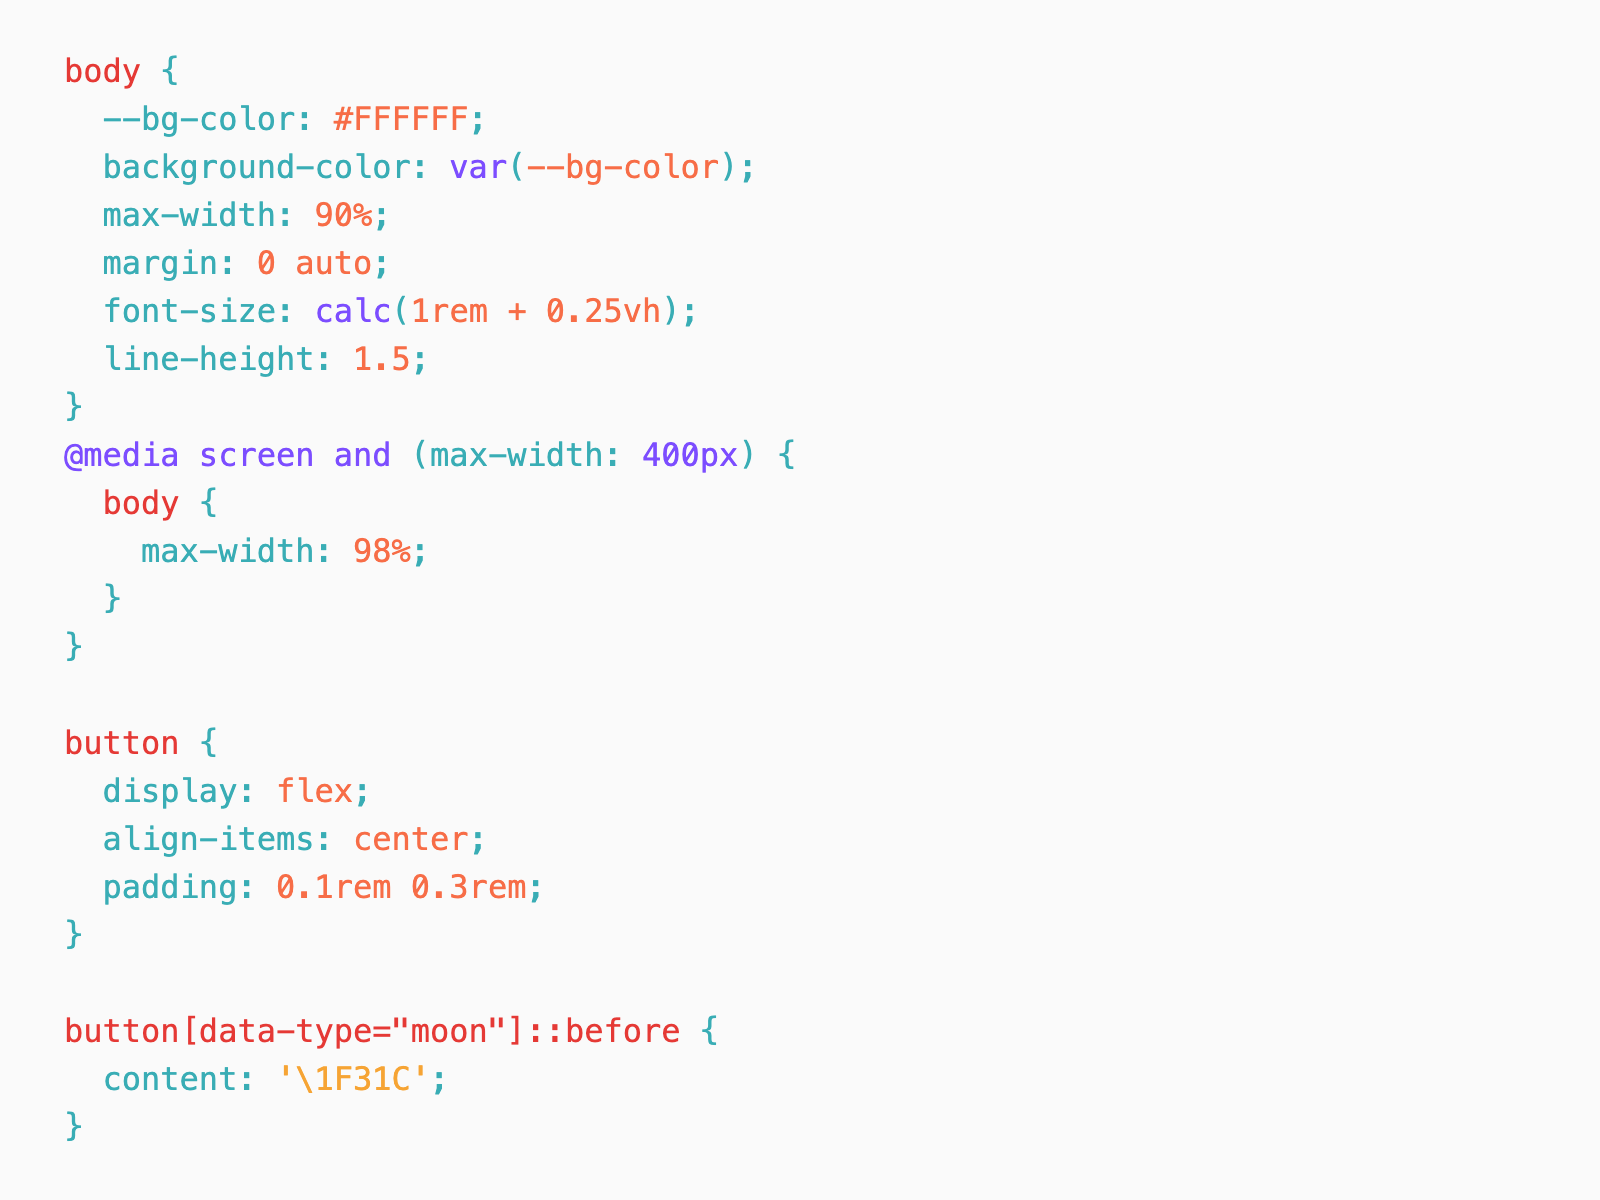 body {
  --bg-color: #FFFFFF;
  background-color: var(--bg-color);
  max-width: 90%;
  margin: 0 auto;
  font-size: calc(1rem + 0.25vh);
  line-height: 1.5;
}
@media screen and (max-width: 400px) {
  body {
    max-width: 98%;
  }
}

button {
  display: flex;
  align-items: center;
  padding: 0.1rem 0.3rem;
}

button[data-type="moon"]::before {
  content: '\1F31C';
}